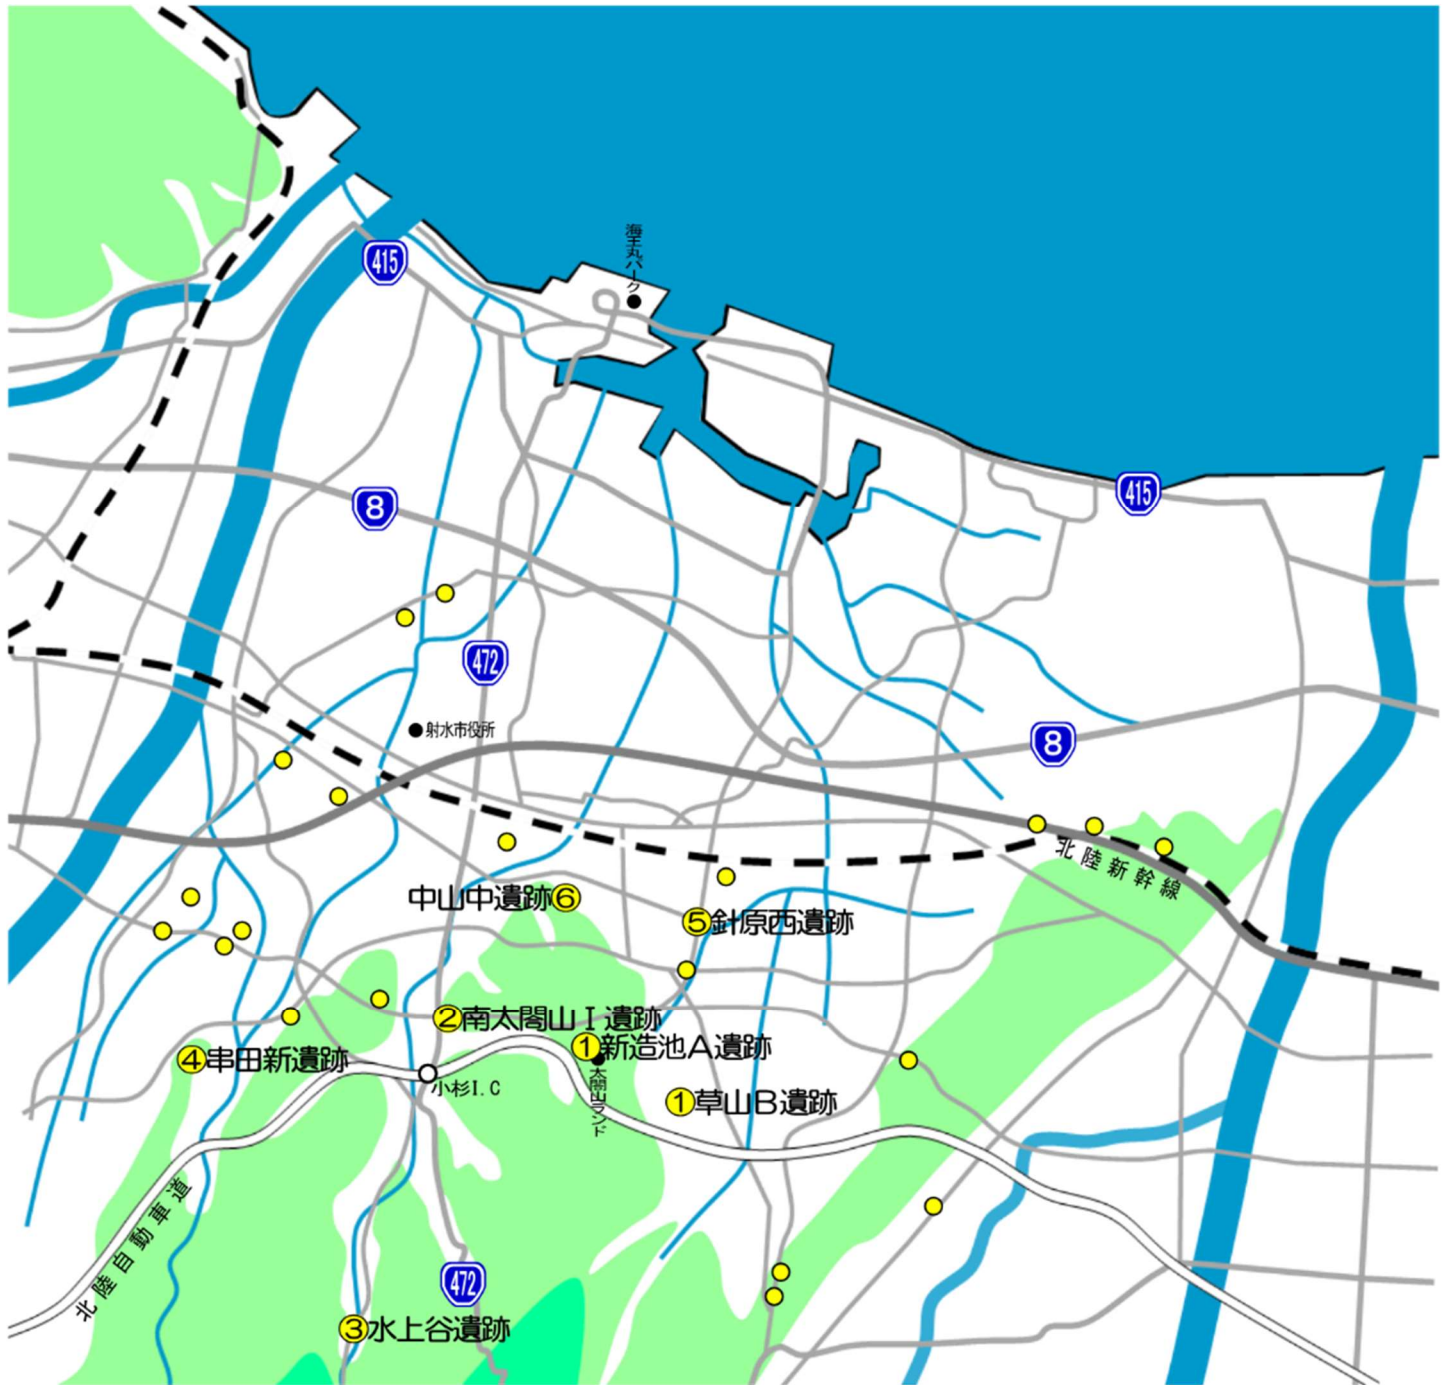 海王丸パーク
415
415
8
472
射水市役所
8
北陸新幹線
中山中遺跡⑥
⑤針原西遺跡
②南太閤山Ⅰ遺跡
①新造池A遺跡
④串田新遺跡
小杉I.C
太閤山ランド
①草山B遺跡
北陸自動車道
472
③水上谷遺跡